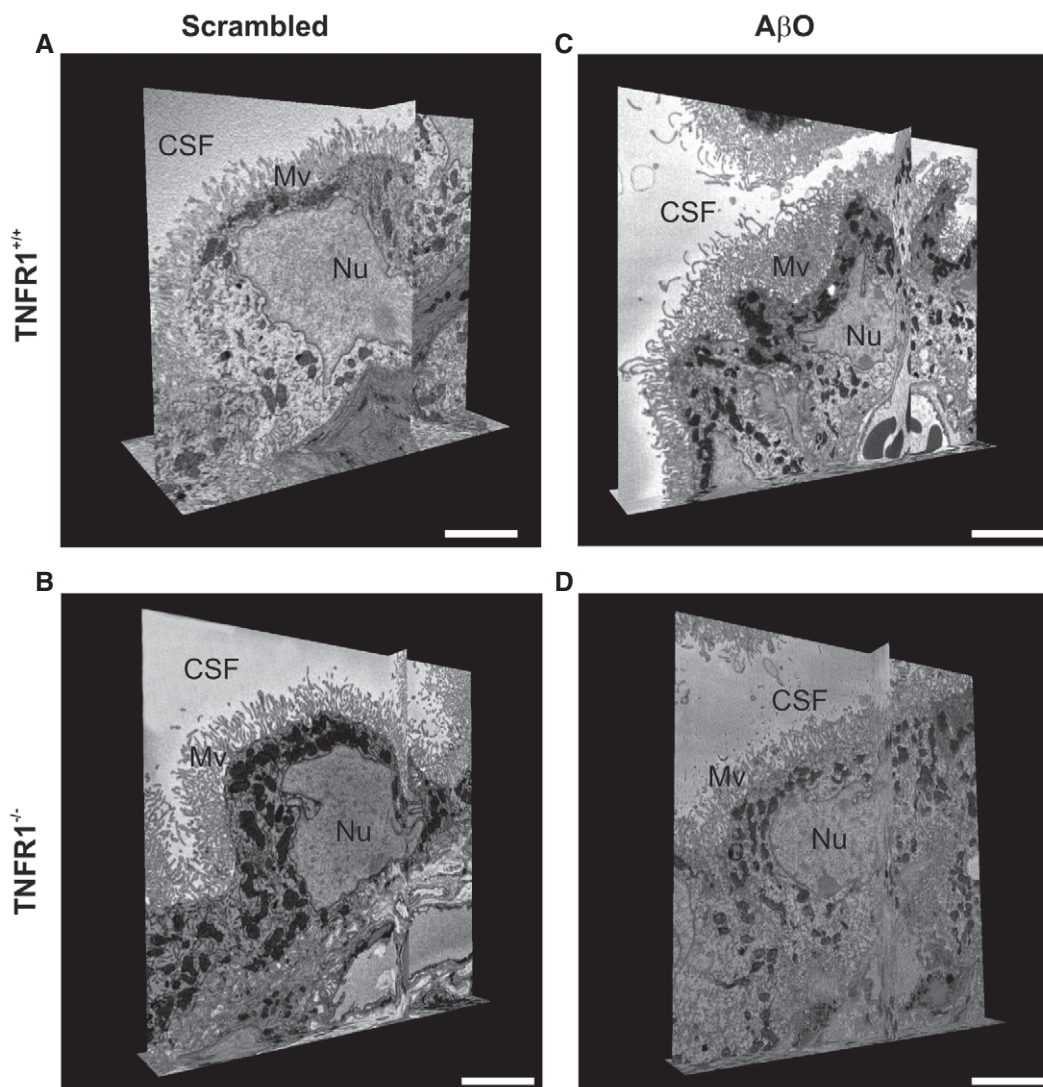 Scrambled
AβO
A
C
TNFR1+/+
CSF
Mv
Nu
CSF
Mv
Nu
B
D
TNFR1-/-
CSF
Mv
Nu
CSF
Mv
Nu